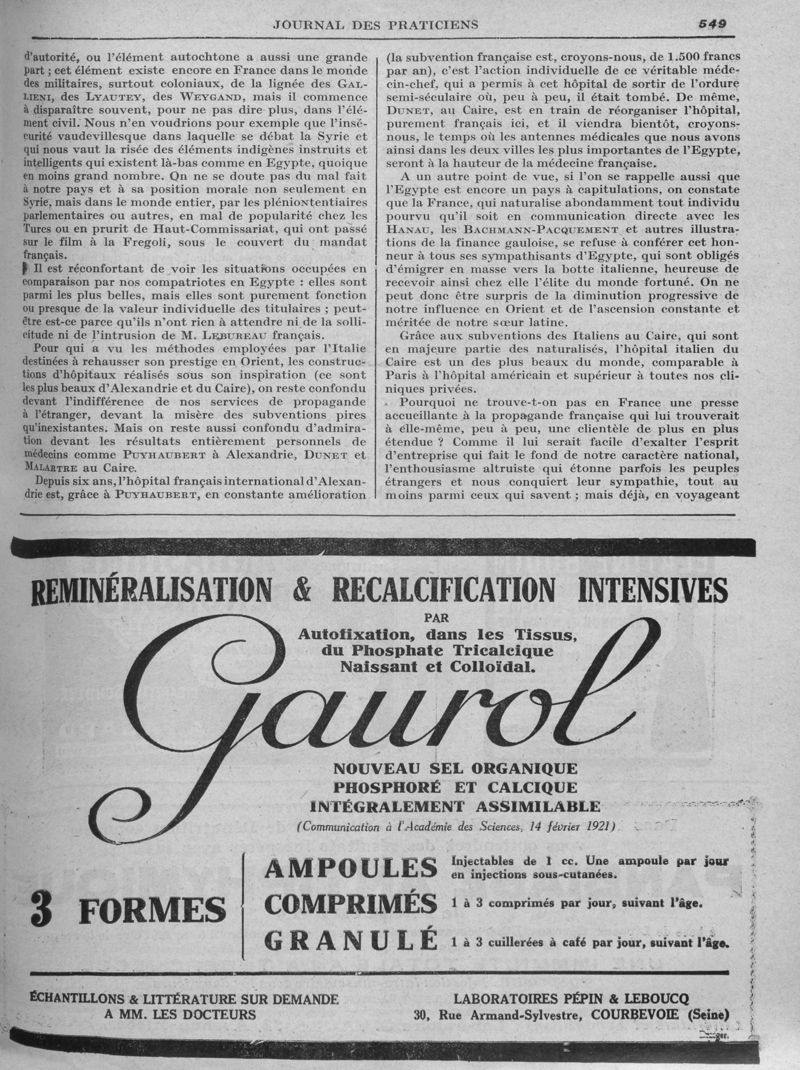 JOURNAL DES PRATICIENS
549
d'autorité, ou l'élément autochtone a aussi une grande
part ; cet élément existe encore en France dans le monde
des militaires, surtout coloniaux, de la lignée des GAL-
LIENI, des LYAUTEY, des WEYGAND, mais il commence
à disparaître souvent, pour ne pas dire plus, dans l'élé-
ment civil. Nous n'en voudrions pour exemple que l'insé-
curité vaudevillesque dans laquelle se débat la Syrie et
qui nous vaut la risée des éléments indigènes instruits et
intelligents qui existent là-bas comme en Egypte, quoique
en moins grand nombre. On ne se doute pas du mal fait
à notre pays et à sa position morale non seulement en
Syrie, mais dans le monde entier, par les plénioxtentiaires
parlementaires ou autres, en mal de popularité chez les
Turcs ou en prurit de Haut-Commissariat, qui ont passé
sur le film à la Fregoli, sous le couvert du mandat
français.
Il est réconfortant de voir les situations occupées en
comparaison par nos compatriotes en Egypte : elles sont
parmi les plus belles, mais elles sont purement fonction
ou presque de la valeur individuelle des titulaires ; peut-
être est-ce parce qu'ils n'ont rien à attendre ni de la solli-
citude ni de l'intrusion de M. LEBUREAU français.
Pour qui a vu les méthodes employées par l'Italie
destinées à rehausser son prestige en Orient, les construc-
tions d'hôpitaux réalisés sous son inspiration (ce sont
les plus beaux d'Alexandrie et du Caire), on reste confondu
devant l'indifférence de nos services de propagande
à l'étranger, devant la misère des subventions pires
qu'inexistantes. Mais on reste aussi confondu d'admira-
tion devant les résultats entièrement personnels de
médecins comme PUYHAUBERT à Alexandrie, DUNET et
MALARTRE au Caire.
Depuis six ans, l'hôpital français international d'Alexan-
drie est, grâce à PUYHAUBERT, en constante amélioration
(la subvention française est, croyons-nous, de 1.500 francs
par an), c'est l'action individuelle de ce véritable méde-
cin-chef, qui a permis à cet hôpital de sortir de l'ordure
semi-séculaire où, peu à peu, il était tombé. De même,
DUNET, au Caire, est en train de réorganiser l'hôpital,
purement français ici, et il viendra bientôt, croyons-
nous, le temps où les antennes médicales que nous avons
ainsi dans les deux villes les plus importantes de l'Egypte,
seront à la hauteur de la médecine française.
A un autre point de vue, si l'on se rappelle aussi que
l'Egypte est encore un pays à capitulations, on constate
que la France, qui naturalise abondamment tout individu
pourvu qu'il soit en communication directe avec les
HANAU, les BACHMANN-PACQUEMENT et autres illustra-
tions de la finance gauloise, se refuse à conférer cet hon-
neur à tous ses sympathisants d'Egypte, qui sont obligés
d'émigrer en masse vers la botte italienne, heureuse de
recevoir ainsi chez elle l'élite du monde fortuné. On ne
peut donc être surpris de la diminution progressive de
notre influence en Orient et de l'ascension constante et
méritée de notre sœur latine.
Grâce aux subventions des Italiens au Caire, qui sont
en majeure partie des naturalisés, l'hôpital italien du
Caire est un des plus beaux du monde, comparable à
Paris à l'hôpital américain et supérieur à toutes nos cli-
niques privées.
Pourquoi ne trouve-t-on pas en France une presse
accueillante à la propagande française qui lui trouverait
à elle-même, peu à peu, une clientèle de plus en plus
étendue ? Comme il lui serait facile d'exalter l'esprit
d'entreprise qui fait le fond de notre caractère national,
l'enthousiasme altruiste qui étonne parfois les peuples
étrangers et nous conquiert leur sympathie, tout au
moins parmi ceux qui savent ; mais déjà, en voyageant
REMINÉRALISATION & RECALCIFICATION INTENSIVES
PAR
Autofixation, dans les Tissus,
du Phosphate Tricalcique
Naissant et Colloïdal.
Gaurol
NOUVEAU SEL ORGANIQUE
PHOSPHORÉ ET CALCIQUE
INTÉGRALEMENT ASSIMILABLE
(Communication à l'Académie des Sciences, 14 février 1921)
3 FORMES
AMPOULES Injectables de 1 cc. Une ampoule par jour
en injections sous-cutanées.
COMPRIMÉS 1 à 3 comprimés par jour, suivant l'âge.
GRANULÉ 1 à 3 cuillerées à café par jour, suivant l'âge.
ÉCHANTILLONS & LITTÉRATURE SUR DEMANDE
A MM. LES DOCTEURS
LABORATOIRES PÉPIN & LEBOUCQ
30, Rue Armand-Sylvestre, COURBEVOIE (Seine)